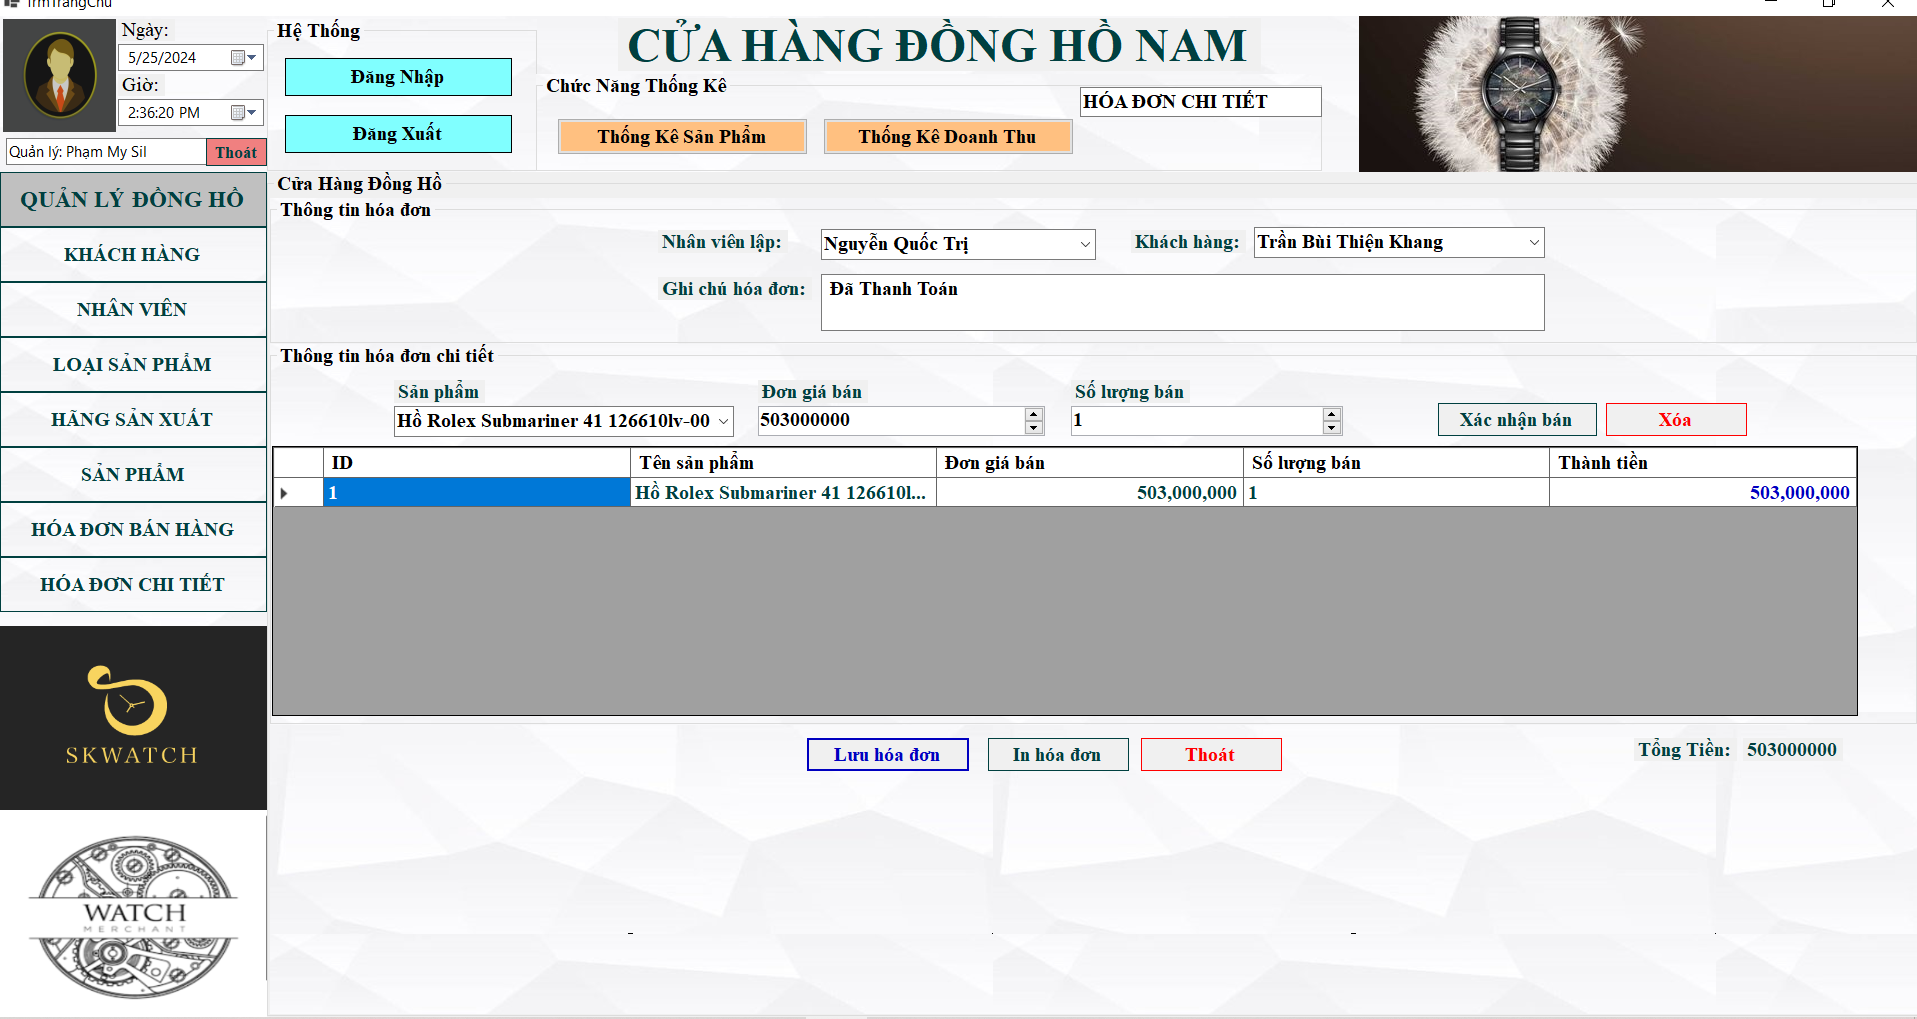 frmTrangChu
Ngày:
5/25/2024
Giờ:
2:36:20 PM
Quản lý: Phạm My Sil
Thoát
Hệ Thống
Đăng Nhập
Đăng Xuất
CỬA HÀNG ĐỒNG HỒ NAM
Chức Năng Thống Kê
HÓA ĐƠN CHI TIẾT
Thống Kê Sản Phẩm
Thống Kê Doanh Thu
QUẢN LÝ ĐỒNG HỒ
KHÁCH HÀNG
NHÂN VIÊN
LOẠI SẢN PHẨM
HÃNG SẢN XUẤT
SẢN PHẨM
HÓA ĐƠN BÁN HÀNG
HÓA ĐƠN CHI TIẾT
SKWATCH
WATCH
MERCHANT
Cửa Hàng Đồng Hồ
Thông tin hóa đơn
Nhân viên lập:
Nguyễn Quốc Trị
Khách hàng:
Trần Bùi Thiện Khang
Ghi chú hóa đơn:
Đã Thanh Toán
Thông tin hóa đơn chi tiết
Sản phẩm
Đơn giá bán
Số lượng bán
Hồ Rolex Submariner 41 126610lv-00
503000000
1
Xác nhận bán
Xóa
ID
Tên sản phẩm
Đơn giá bán
Số lượng bán
Thành tiền
1
Hồ Rolex Submariner 41 126610l...
503,000,000
1
503,000,000
Lưu hóa đơn
In hóa đơn
Thoát
Tổng Tiền:
503000000